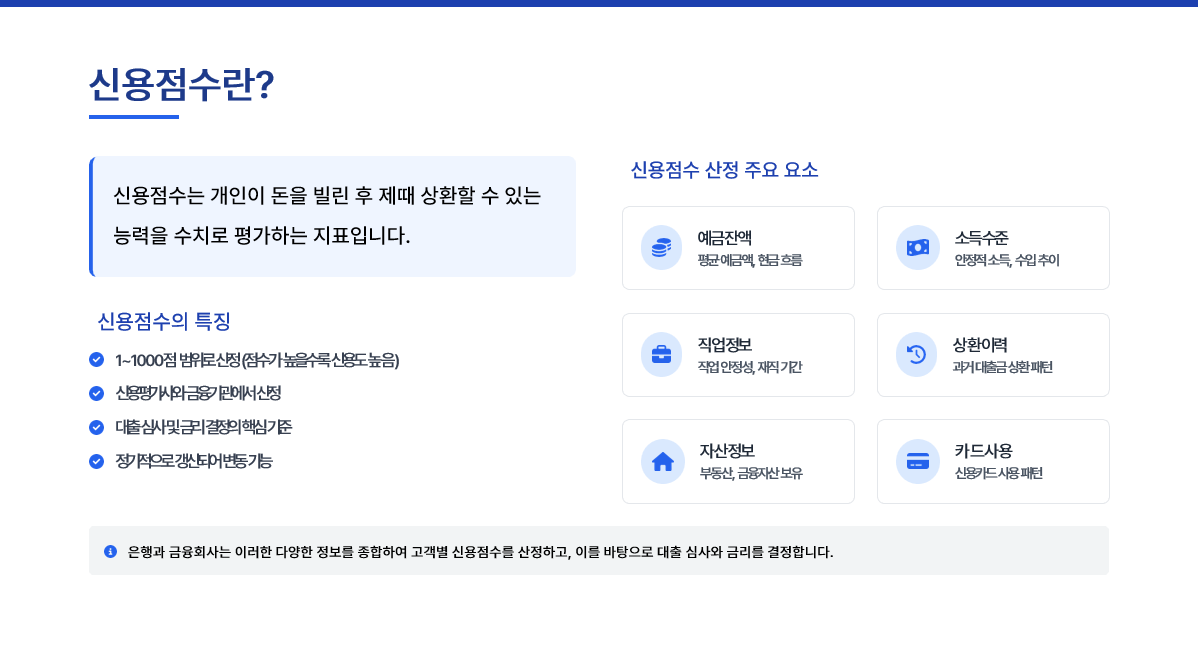 신용점수란?
신용점수는 개인이 돈을 빌린 후 제때 상환할 수 있는
능력을 수치로 평가하는 지표입니다.
신용점수의 특징
1~1000점 범위로 산정 (점수가 높을수록 신용도 높음)
신용평가사와 금융기관에서 산정
대출 심사 및 금리 결정의 핵심 기준
정기적으로 갱신되어 변동 가능
신용점수 산정 주요 요소
예금잔액
평균 예금액, 현금 흐름
소득수준
안정적 소득, 수입 추이
직업정보
직업 안정성, 재직 기간
상환이력
과거 대출금 상환 패턴
자산정보
부동산, 금융자산 보유
카드사용
신용카드 사용 패턴
은행과 금융회사는 이러한 다양한 정보를 종합하여 고객별 신용점수를 산정하고, 이를 바탕으로 대출 심사와 금리를 결정합니다.